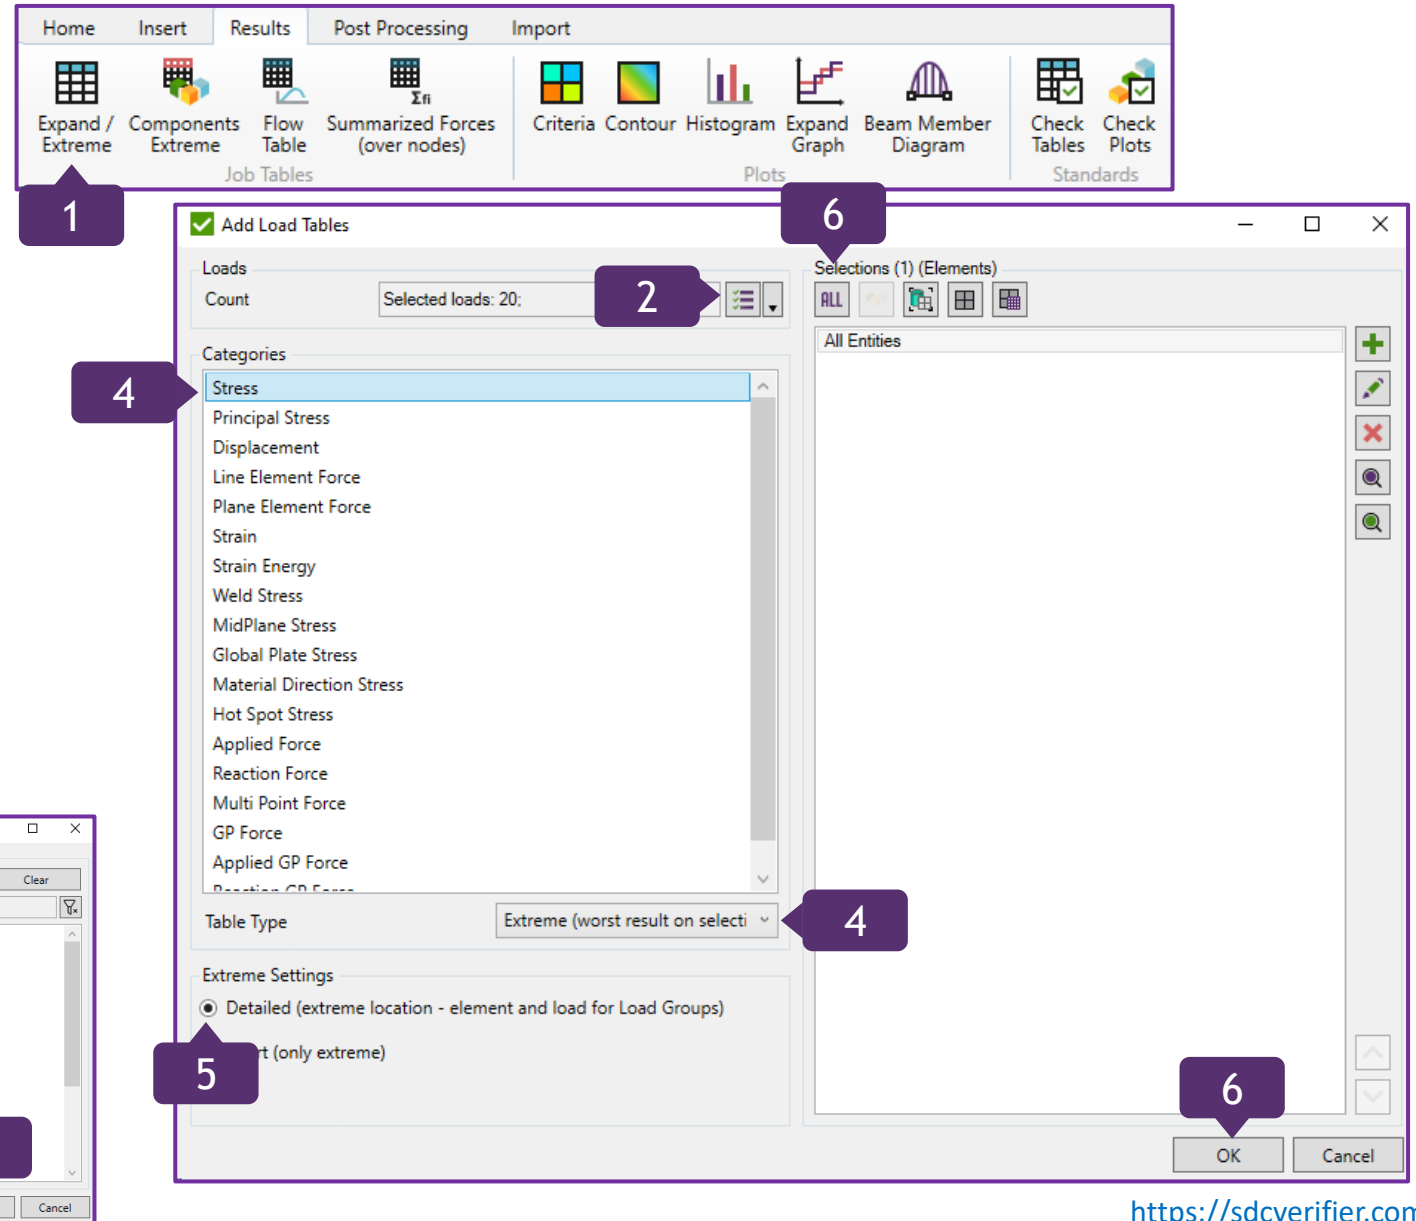 Home Insert Results Post Processing Import
Expand / Extreme
Components Extreme
Flow Table
Σfi
Summarized Forces (over nodes)
Criteria
Contour
Histogram
Expand Graph
Beam Member Diagram
Check Tables
Check Plots
Job Tables
Plots
Standards
1
6
Add Load Tables
Loads
Count
Selected loads: 20;
2
Selections (1) (Elements)
ALL
All Entities
Categories
4
Stress
Principal Stress
Displacement
Line Element Force
Plane Element Force
Strain
Strain Energy
Weld Stress
MidPlane Stress
Global Plate Stress
Material Direction Stress
Hot Spot Stress
Applied Force
Reaction Force
Multi Point Force
GP Force
Applied GP Force
Reaction GP Force
Table Type
Extreme (worst result on selecti
4
Extreme Settings
Detailed (extreme location - element and load for Load Groups)
(only extreme)
5
6
OK
Cancel
Clear
Cancel
https://sdcverifier.com